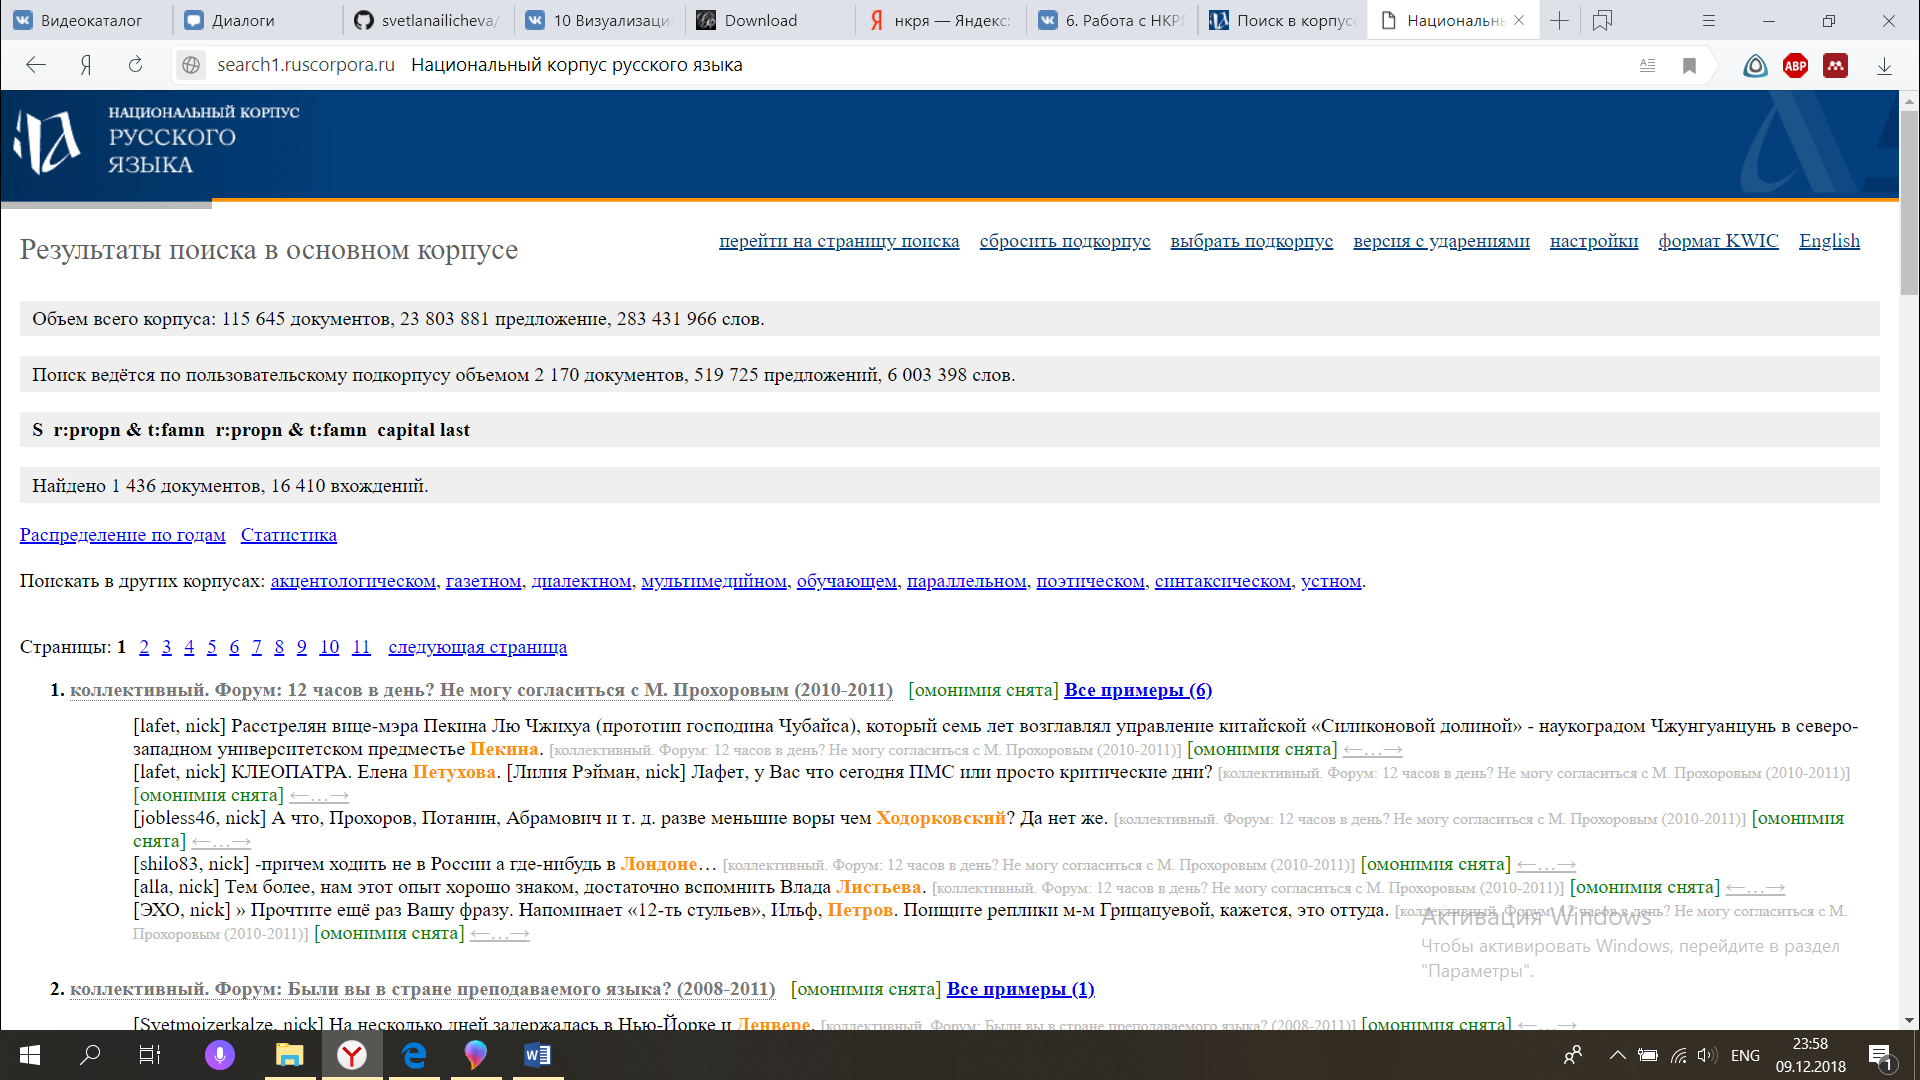 Видеокаталог
Диалоги
svetlanailicheva/
10 Визуализаци
Download
нкря — Яндекс:
6. Работа с НКРЯ
Поиск в корпусе
Национальнь
search1.ruscorpora.ru Национальный корпус русского языка
ABP
НАЦИОНАЛЬНЫЙ КОРПУС
РУССКОГО
ЯЗЫКА
Результаты поиска в основном корпусе
перейти на страницу поиска сбросить подкорпус выбрать подкорпус версия с ударениями настройки формат KWIC English
Объем всего корпуса: 115 645 документов, 23 803 881 предложение, 283 431 966 слов.
Поиск ведётся по пользовательскому подкорпусу объемом 2 170 документов, 519 725 предложений, 6 003 398 слов.
S r:propn & t:famn r:propn & t:famn capital last
Найдено 1 436 документов, 16 410 вхождений.
Распределение по годам Статистика
Поискать в других корпусах: акцентологическом, газетном, диалектном, мультимедийном, обучающем, параллельном, поэтическом, синтаксическом, устном.
Страницы: 1 2 3 4 5 6 7 8 9 10 11 следующая страница
1. коллективный. Форум: 12 часов в день? Не могу согласиться с М. Прохоровым (2010-2011) [омонимия снята] Все примеры (6)
[lafet, nick] Расстрелян вице-мэра Пекина Лю Чжихуа (прототип господина Чубайса), который семь лет возглавлял управление китайской «Силиконовой долиной» - наукоградом Чжунгуанцунь в северо-
западном университетском предместье Пекина. [коллективный. Форум: 12 часов в день? Не могу согласиться с М. Прохоровым (2010-2011)] [омонимия снята] ←…→
[lafet, nick] КЛЕОПАТРА. Елена Петухова. [Лилия Рэйман, nick] Лафет, у Вас что сегодня ПМС или просто критические дни? [коллективный. Форум: 12 часов в день? Не могу согласиться с М. Прохоровым (2010-2011)]
[омонимия снята] ←…→
[jobless46, nick] А что, Прохоров, Потанин, Абрамович и т. д. разве меньшие воры чем Ходорковский? Да нет же. [коллективный. Форум: 12 часов в день? Не могу согласиться с М. Прохоровым (2010-2011)] [омонимия
снята] ←…→
[shilo83, nick] -причем ходить не в России а где-нибудь в Лондоне… [коллективный. Форум: 12 часов в день? Не могу согласиться с М. Прохоровым (2010-2011)] [омонимия снята] ←…→
[alla, nick] Тем более, нам этот опыт хорошо знаком, достаточно вспомнить Влада Листьева. [коллективный. Форум: 12 часов в день? Не могу согласиться с М. Прохоровым (2010-2011)] [омонимия снята] ←…→
[ЭХО, nick] » Прочтите ещё раз Вашу фразу. Напоминает «12-ть стульев», Ильф, Петров. Поищите реплики м-м Грицацуевой, кажется, это оттуда. [коллективный. Форум: 12 часов в день? Не могу согласиться с М.
Прохоровым (2010-2011)] [омонимия снята] ←…→
Активация Windows
Чтобы активировать Windows, перейдите в раздел
"Параметры".
2. коллективный. Форум: Были вы в стране преподаваемого языка? (2008-2011) [омонимия снята] Все примеры (1)
[Svetmoizerkalze, nick] На несколько дней задержалась в Нью-Йорке и Денвере. [коллективный. Форум: Были вы в стране преподаваемого языка? (2008-2011)] [омонимия снята] ←…→
ENG
23:58
09.12.2018
1